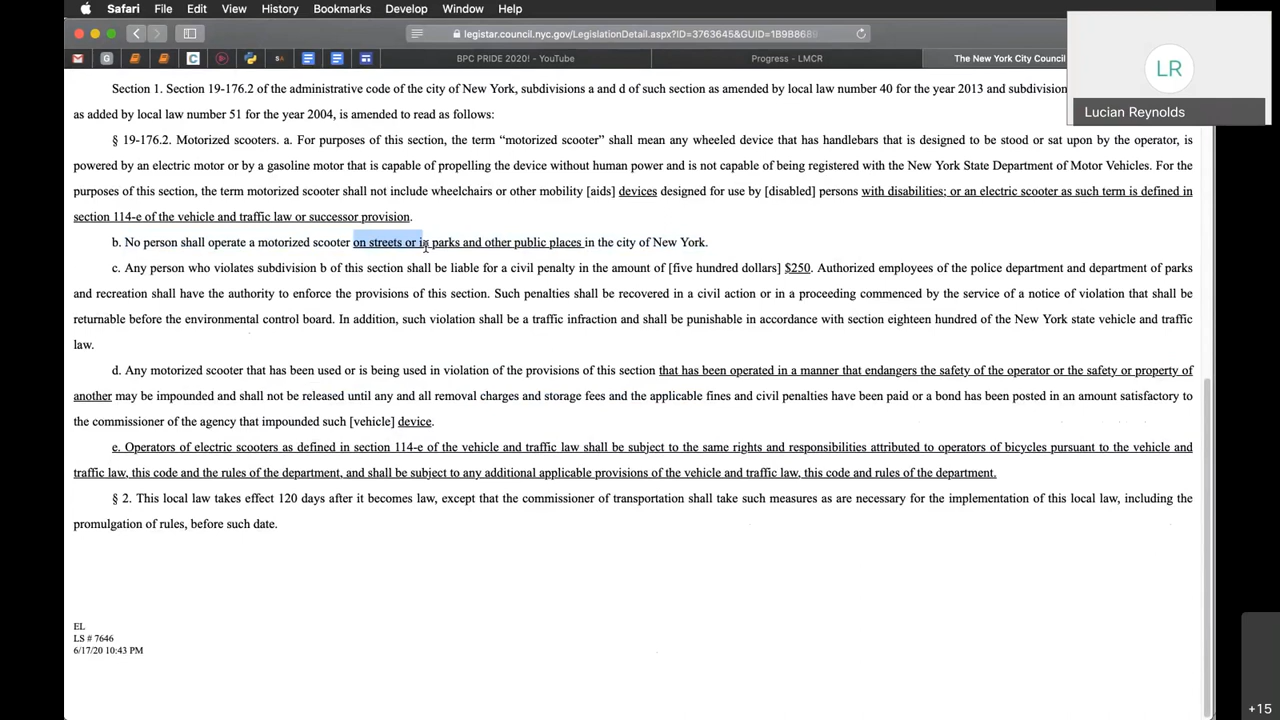 Safari File Edit View History Bookmarks Develop Window Help
legistar.council.nyc.gov/LegislationDetail.aspx?ID=3763645&GUID=1B9B8689
BPC PRIDE 2020! - YouTube Progress - LMCR The New York City Council
LR
Lucian Reynolds
Section 1. Section 19-176.2 of the administrative code of the city of New York, subdivisions a and d of such section as amended by local law number 40 for the year 2013 and subdivision
as added by local law number 51 for the year 2004, is amended to read as follows:
§ 19-176.2. Motorized scooters. a. For purposes of this section, the term “motorized scooter” shall mean any wheeled device that has handlebars that is designed to be stood or sat upon by the operator, is
powered by an electric motor or by a gasoline motor that is capable of propelling the device without human power and is not capable of being registered with the New York State Department of Motor Vehicles. For the
purposes of this section, the term motorized scooter shall not include wheelchairs or other mobility [aids] devices designed for use by [disabled] persons with disabilities; or an electric scooter as such term is defined in
section 114-e of the vehicle and traffic law or successor provision.
b. No person shall operate a motorized scooter on streets or in parks and other public places in the city of New York.
c. Any person who violates subdivision b of this section shall be liable for a civil penalty in the amount of [five hundred dollars] $250. Authorized employees of the police department and department of parks
and recreation shall have the authority to enforce the provisions of this section. Such penalties shall be recovered in a civil action or in a proceeding commenced by the service of a notice of violation that shall be
returnable before the environmental control board. In addition, such violation shall be a traffic infraction and shall be punishable in accordance with section eighteen hundred of the New York state vehicle and traffic
law.
d. Any motorized scooter that has been used or is being used in violation of the provisions of this section that has been operated in a manner that endangers the safety of the operator or the safety or property of
another may be impounded and shall not be released until any and all removal charges and storage fees and the applicable fines and civil penalties have been paid or a bond has been posted in an amount satisfactory to
the commissioner of the agency that impounded such [vehicle] device.
e. Operators of electric scooters as defined in section 114-e of the vehicle and traffic law shall be subject to the same rights and responsibilities attributed to operators of bicycles pursuant to the vehicle and
traffic law, this code and the rules of the department, and shall be subject to any additional applicable provisions of the vehicle and traffic law, this code and rules of the department.
§ 2. This local law takes effect 120 days after it becomes law, except that the commissioner of transportation shall take such measures as are necessary for the implementation of this local law, including the
promulgation of rules, before such date.
EL
LS # 7646
6/17/20 10:43 PM
+15